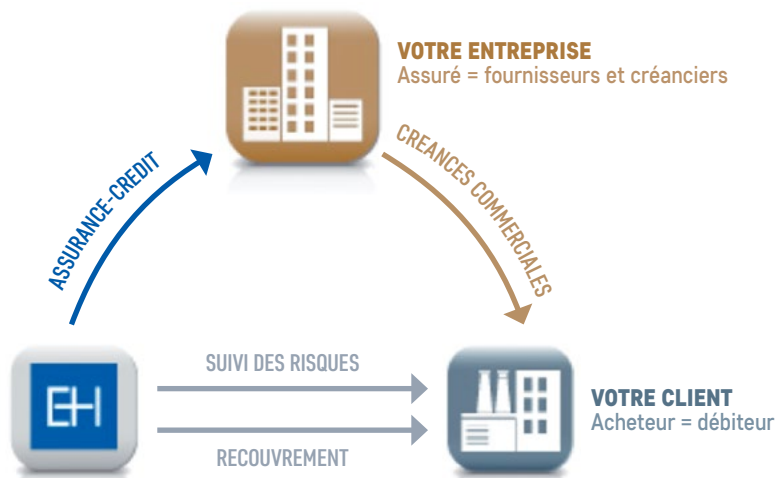 VOTRE ENTREPRISE
Assuré = fournisseurs et créanciers
ASSURANCE-CREDIT
CREANCES COMMERCIALES
EH
SUIVI DES RISQUES
RECOUVREMENT
VOTRE CLIENT
Acheteur = débiteur